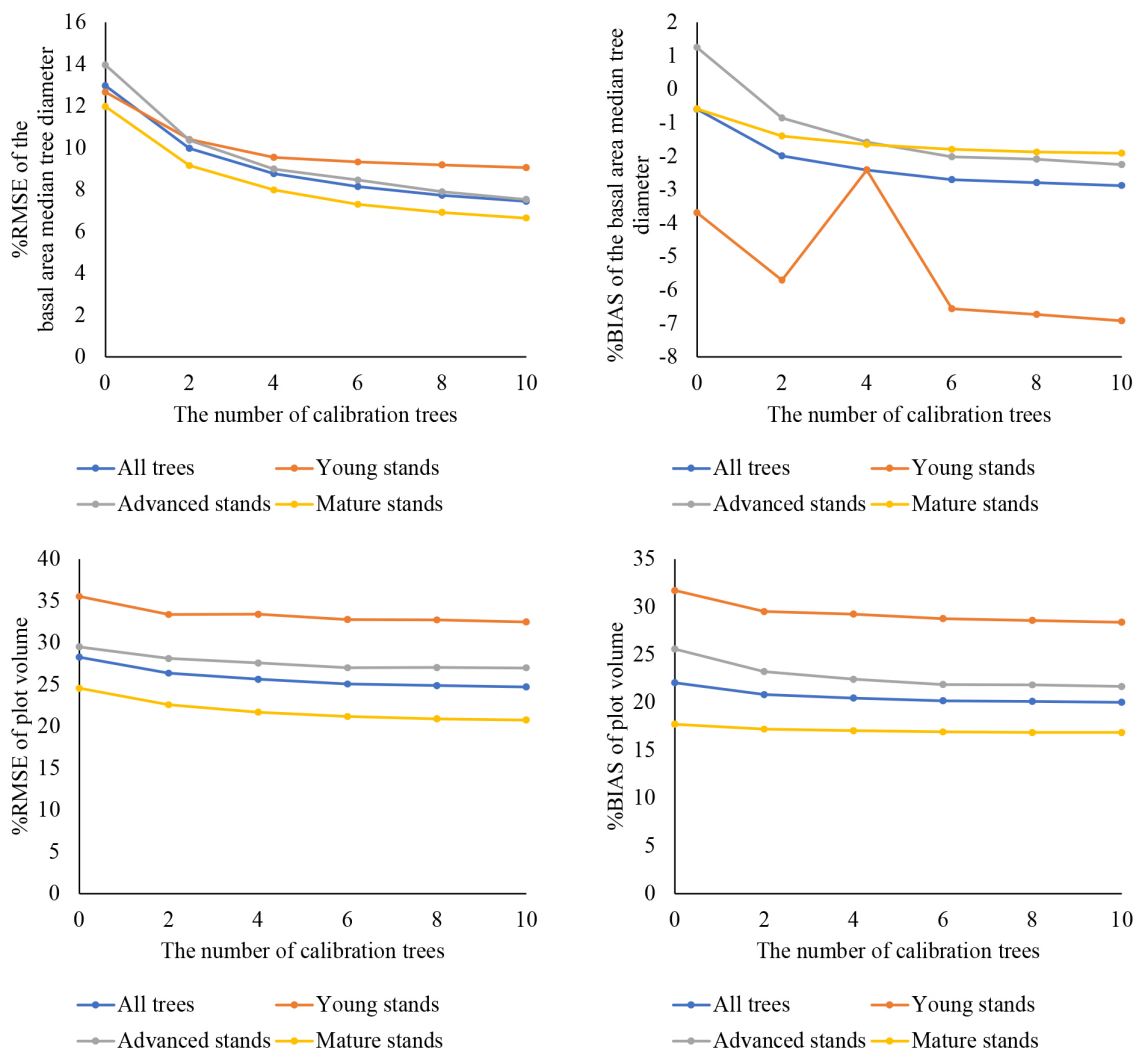 %RMSE of the
basal area median tree diameter
16
14
12
10
8
6
4
2
0
0 2 4 6 8 10
The number of calibration trees
All trees Young stands
Advanced stands Mature stands
%BIAS of the basal area median tree
diameter
2
1
0
-1
-2
-3
-4
-5
-6
-7
-8
0 2 4 6 8 10
The number of calibration trees
All trees Young stands
Advanced stands Mature stands
%RMSE of plot volume
40
35
30
25
20
15
10
5
0
0 2 4 6 8 10
The number of calibration trees
All trees Young stands
Advanced stands Mature stands
%BIAS of plot volume
35
30
25
20
15
10
5
0
0 2 4 6 8 10
The number of calibration trees
All trees Young stands
Advanced stands Mature stands